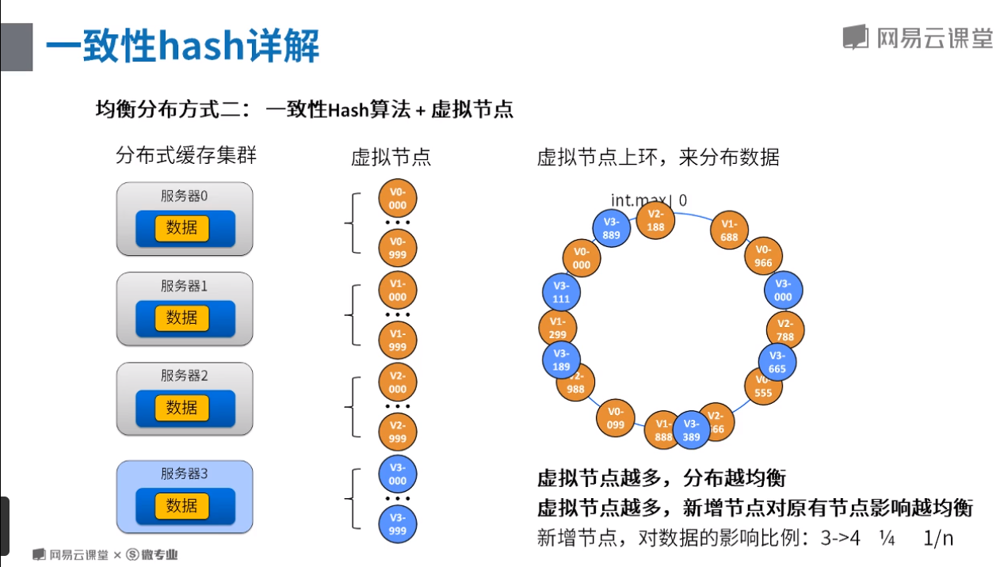 一致性hash详解
网易云课堂
均衡分布方式二： 一致性Hash算法 + 虚拟节点
分布式缓存集群
虚拟节点
虚拟节点上环，来分布数据
服务器0
数据
服务器1
数据
服务器2
数据
服务器3
数据
V0-
000
• • •
V0-
999
V1-
000
• • •
V1-
999
V2-
000
• • •
V2-
999
V3-
000
• • •
V3-
999
int.max| 0
V2-
188
V1-
688
V0-
966
V3-
000
V2-
788
V3-
665
V0-
555
V2-
V3-
389
V1-
888
V0-
099
V2-
988
V3-
189
V1-
299
V3-
111
V0-
000
V3-
889
虚拟节点越多，分布越均衡
虚拟节点越多，新增节点对原有节点影响越均衡
新增节点，对数据的影响比例：3->4 ¼ 1/n
网易云课堂 × Ⓢ微专业